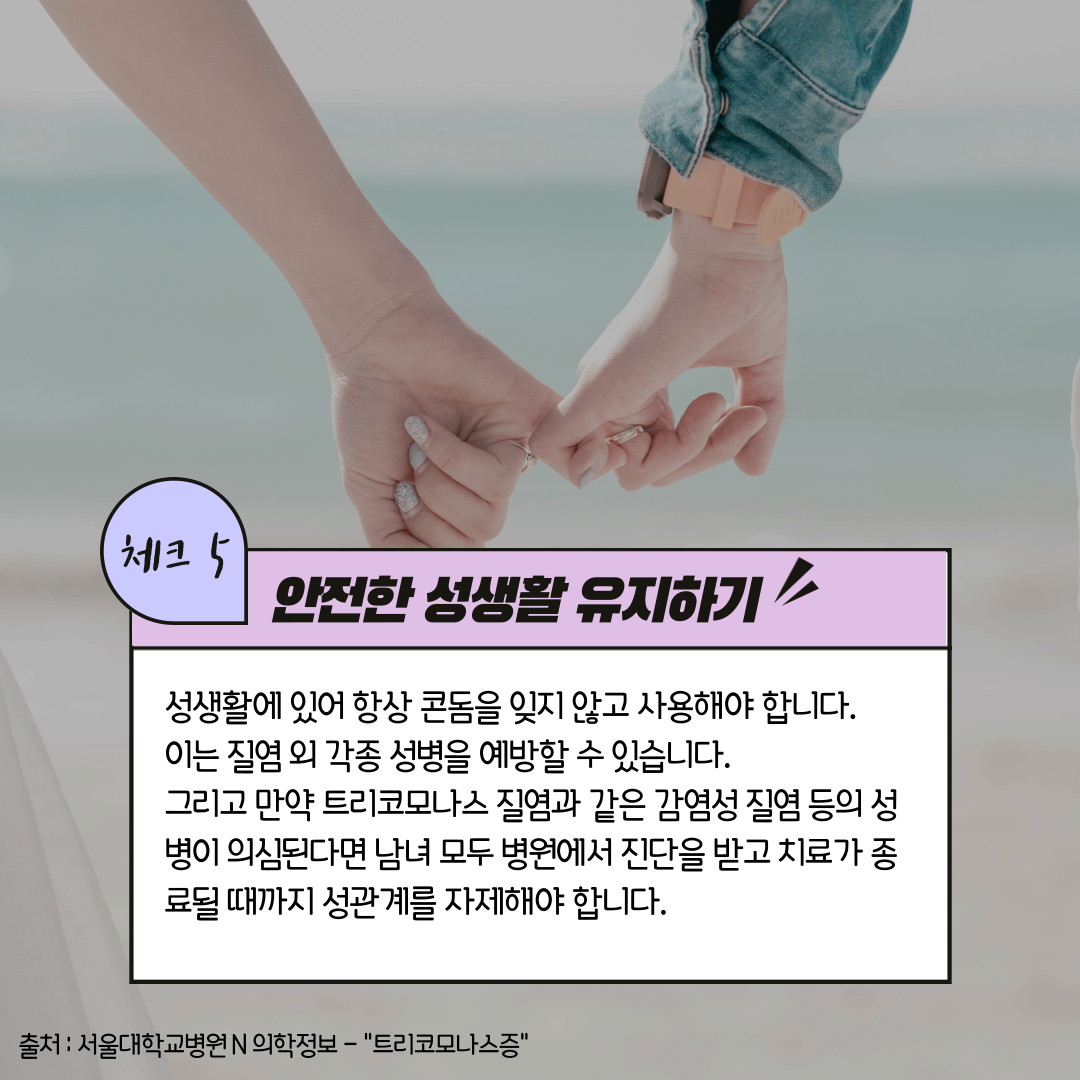 체크 5
안전한 성생활 유지하기
성생활에 있어 항상 콘돔을 잊지 않고 사용해야 합니다.
이는 질염 외 각종 성병을 예방할 수 있습니다.
그리고 만약 트리코모나스 질염과 같은 감염성 질염 등의 성
병이 의심된다면 남녀 모두 병원에서 진단을 받고 치료가 종
료될 때까지 성관계를 자제해야 합니다.
출처 : 서울대학교병원 N 의학정보 - "트리코모나스증"